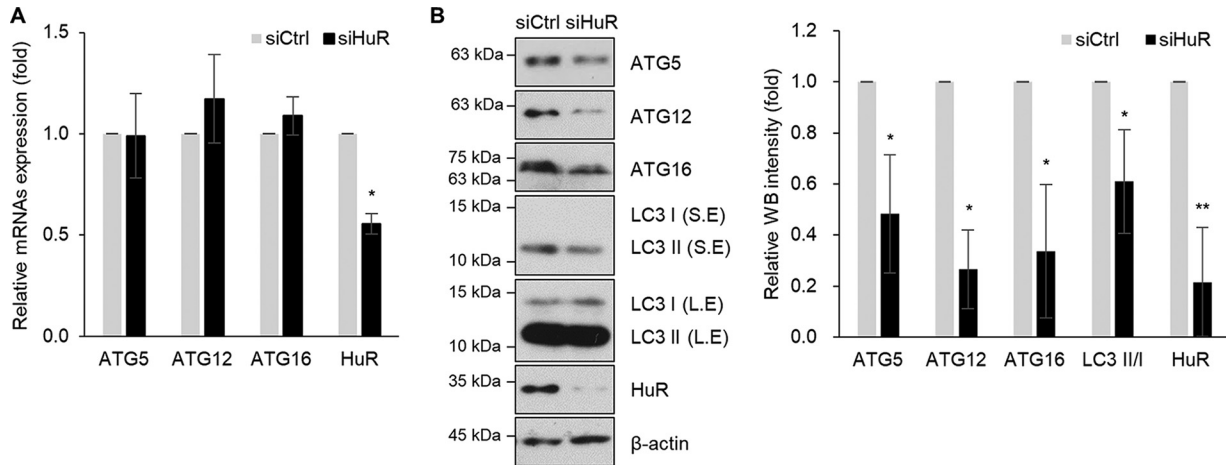 A
Relative mRNAs expression (fold)
1.5
1.0
0.5
0.0
siCtrl siHuR
*
ATG5 ATG12 ATG16 HuR
B
siCtrl siHuR
63 kDa ATG5
63 kDa ATG12
75 kDa ATG16
63 kDa
15 kDa LC3 I (S.E)
LC3 II (S.E)
10 kDa
15 kDa LC3 I (L.E)
LC3 II (L.E)
10 kDa
35 kDa HuR
45 kDa β-actin
Relative WB intensity (fold)
1.2
1.0
0.8
0.6
0.4
0.2
0.0
siCtrl siHuR
* * * * **
ATG5 ATG12 ATG16 LC3 II/I HuR